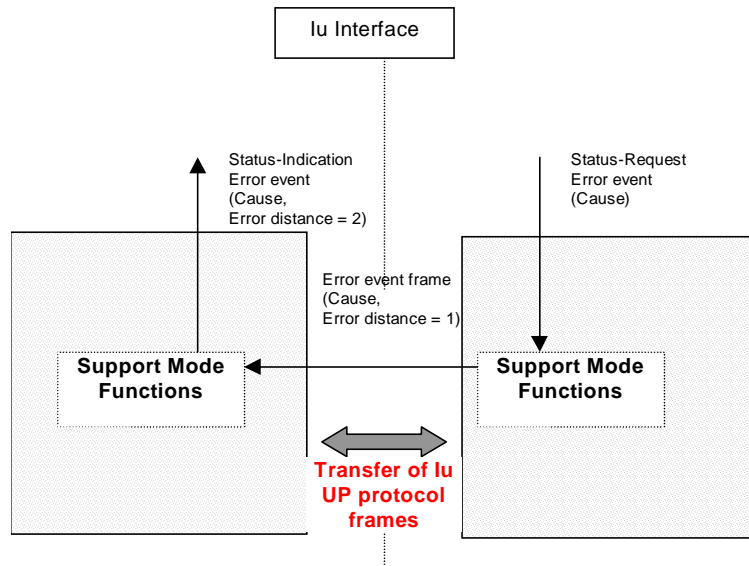 Iu Interface
Status-Indication
Error event
(Cause,
Error distance = 2)
Status-Request
Error event
(Cause)
Error event frame
(Cause,
Error distance = 1)
Support Mode
Functions
Support Mode
Functions
Transfer of Iu
UP protocol
frames